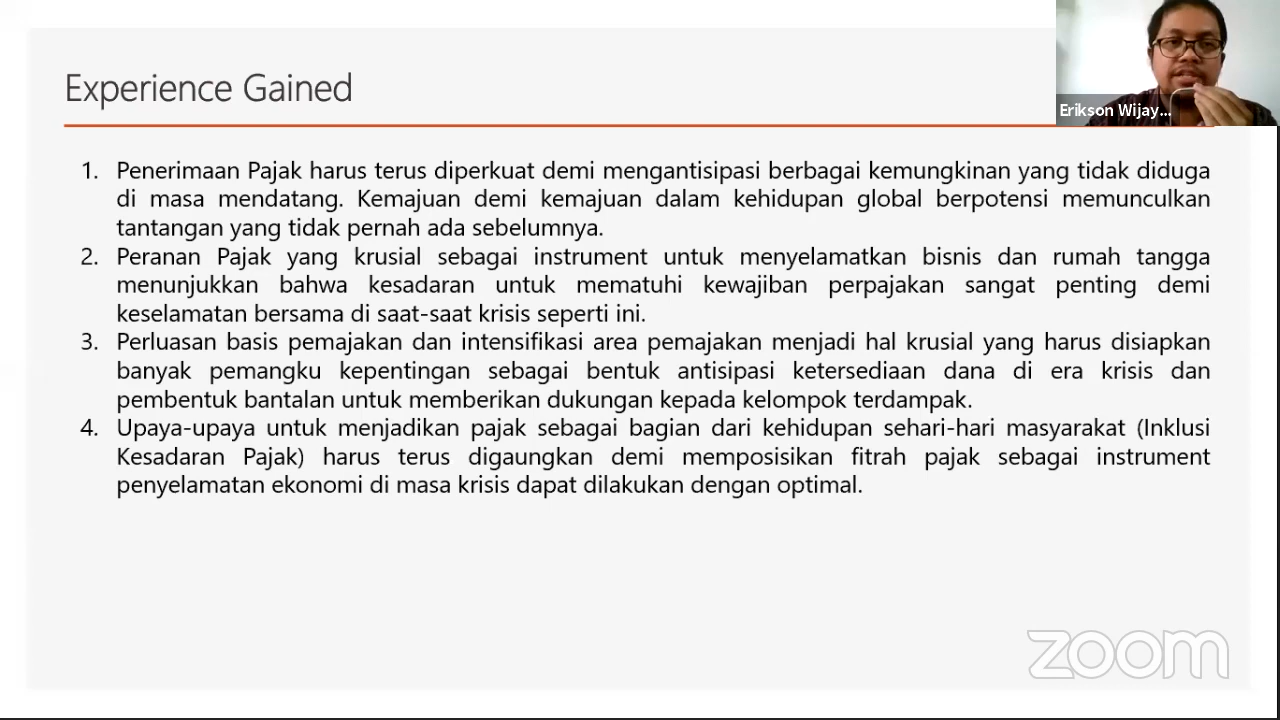 Experience Gained
Erikson Wijay...
1. Penerimaan Pajak harus terus diperkuat demi mengantisipasi berbagai kemungkinan yang tidak diduga
di masa mendatang. Kemajuan demi kemajuan dalam kehidupan global berpotensi memunculkan
tantangan yang tidak pernah ada sebelumnya.
2. Peranan Pajak yang krusial sebagai instrument untuk menyelamatkan bisnis dan rumah tangga
menunjukkan bahwa kesadaran untuk mematuhi kewajiban perpajakan sangat penting demi
keselamatan bersama di saat-saat krisis seperti ini.
3. Perluasan basis pemajakan dan intensifikasi area pemajakan menjadi hal krusial yang harus disiapkan
banyak pemangku kepentingan sebagai bentuk antisipasi ketersediaan dana di era krisis dan
pembentuk bantalan untuk memberikan dukungan kepada kelompok terdampak.
4. Upaya-upaya untuk menjadikan pajak sebagai bagian dari kehidupan sehari-hari masyarakat (Inklusi
Kesadaran Pajak) harus terus digaungkan demi memposisikan fitrah pajak sebagai instrument
penyelamatan ekonomi di masa krisis dapat dilakukan dengan optimal.
zoom